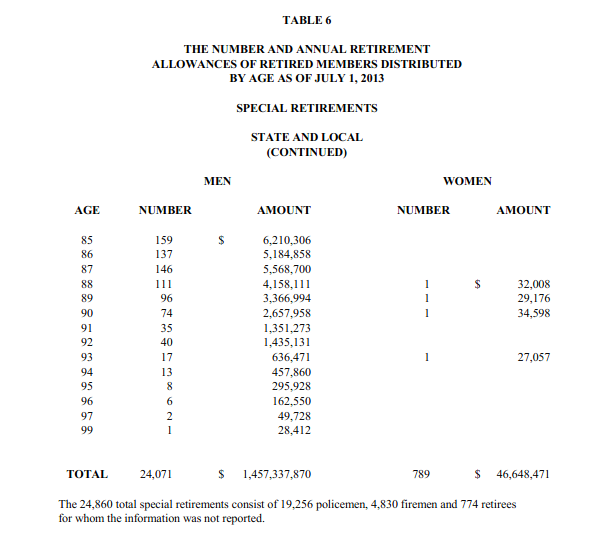 TABLE 6
THE NUMBER AND ANNUAL RETIREMENT
ALLOWANCES OF RETIRED MEMBERS DISTRIBUTED
BY AGE AS OF JULY 1, 2013
SPECIAL RETIREMENTS
STATE AND LOCAL
(CONTINUED)
MEN WOMEN
AGE NUMBER AMOUNT NUMBER AMOUNT
85 159 $ 6,210,306
86 137 5,184,858
87 146 5,568,700
88 111 4,158,111 1 $ 32,008
89 96 3,366,994 1 29,176
90 74 2,657,958 1 34,598
91 35 1,351,273
92 40 1,435,131
93 17 636,471 1 27,057
94 13 457,860
95 8 295,928
96 6 162,550
97 2 49,728
99 1 28,412
TOTAL 24,071 $ 1,457,337,870 789 $ 46,648,471
The 24,860 total special retirements consist of 19,256 policemen, 4,830 firemen and 774 retirees
for whom the information was not reported.